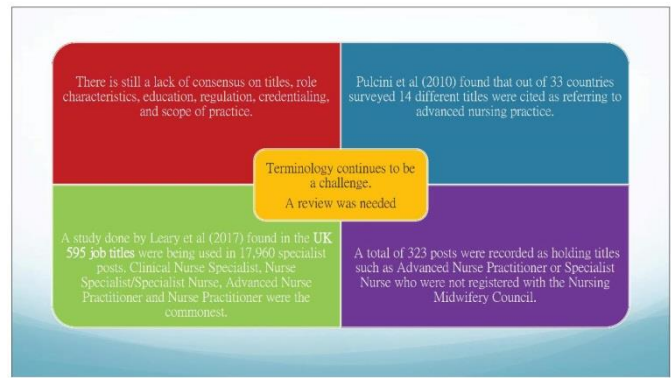 There is still a lack of consensus on titles, role
characteristics, education, regulation, credentialing,
and scope of practice.
Pulcini et al (2010) found that out of 33 countries
surveyed 14 different titles were cited as referring to
advanced nursing practice.
Terminology continues to be
a challenge.
A review was needed
A study done by Leary et al (2017) found in the UK
595 job titles were being used in 17,960 specialist
posts. Clinical Nurse Specialist, Nurse
Specialist/Specialist Nurse, Advanced Nurse
Practitioner and Nurse Practitioner were the
commonest.
A total of 323 posts were recorded as holding titles
such as Advanced Nurse Practitioner or Specialist
Nurse who were not registered with the Nursing
Midwifery Council.